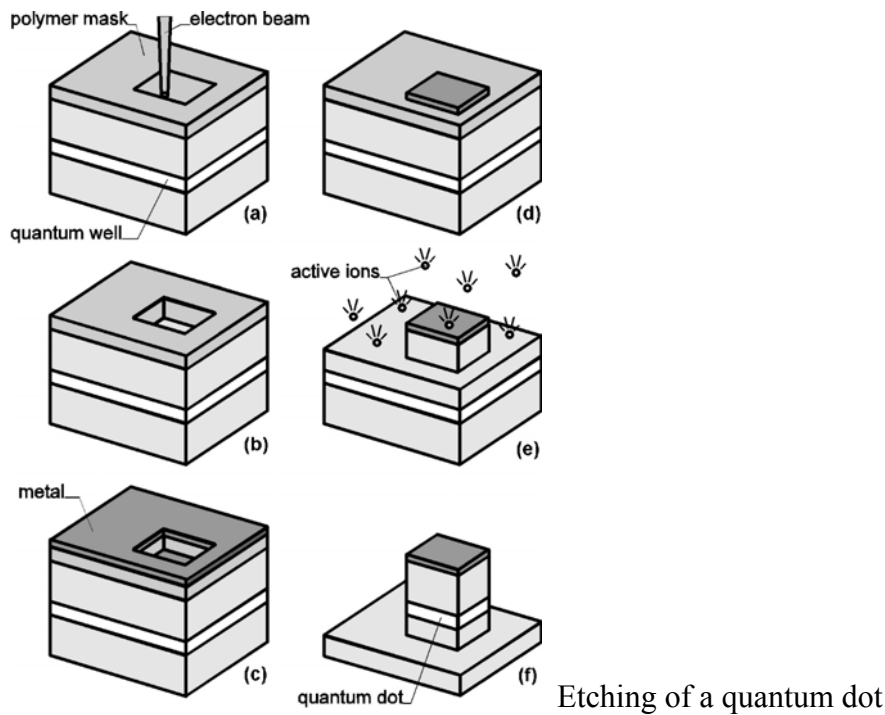 polymer mask
electron beam
quantum well
(a)
(d)
active ions
(b)
(e)
metal
(c)
quantum dot
(f)
Etching of a quantum dot